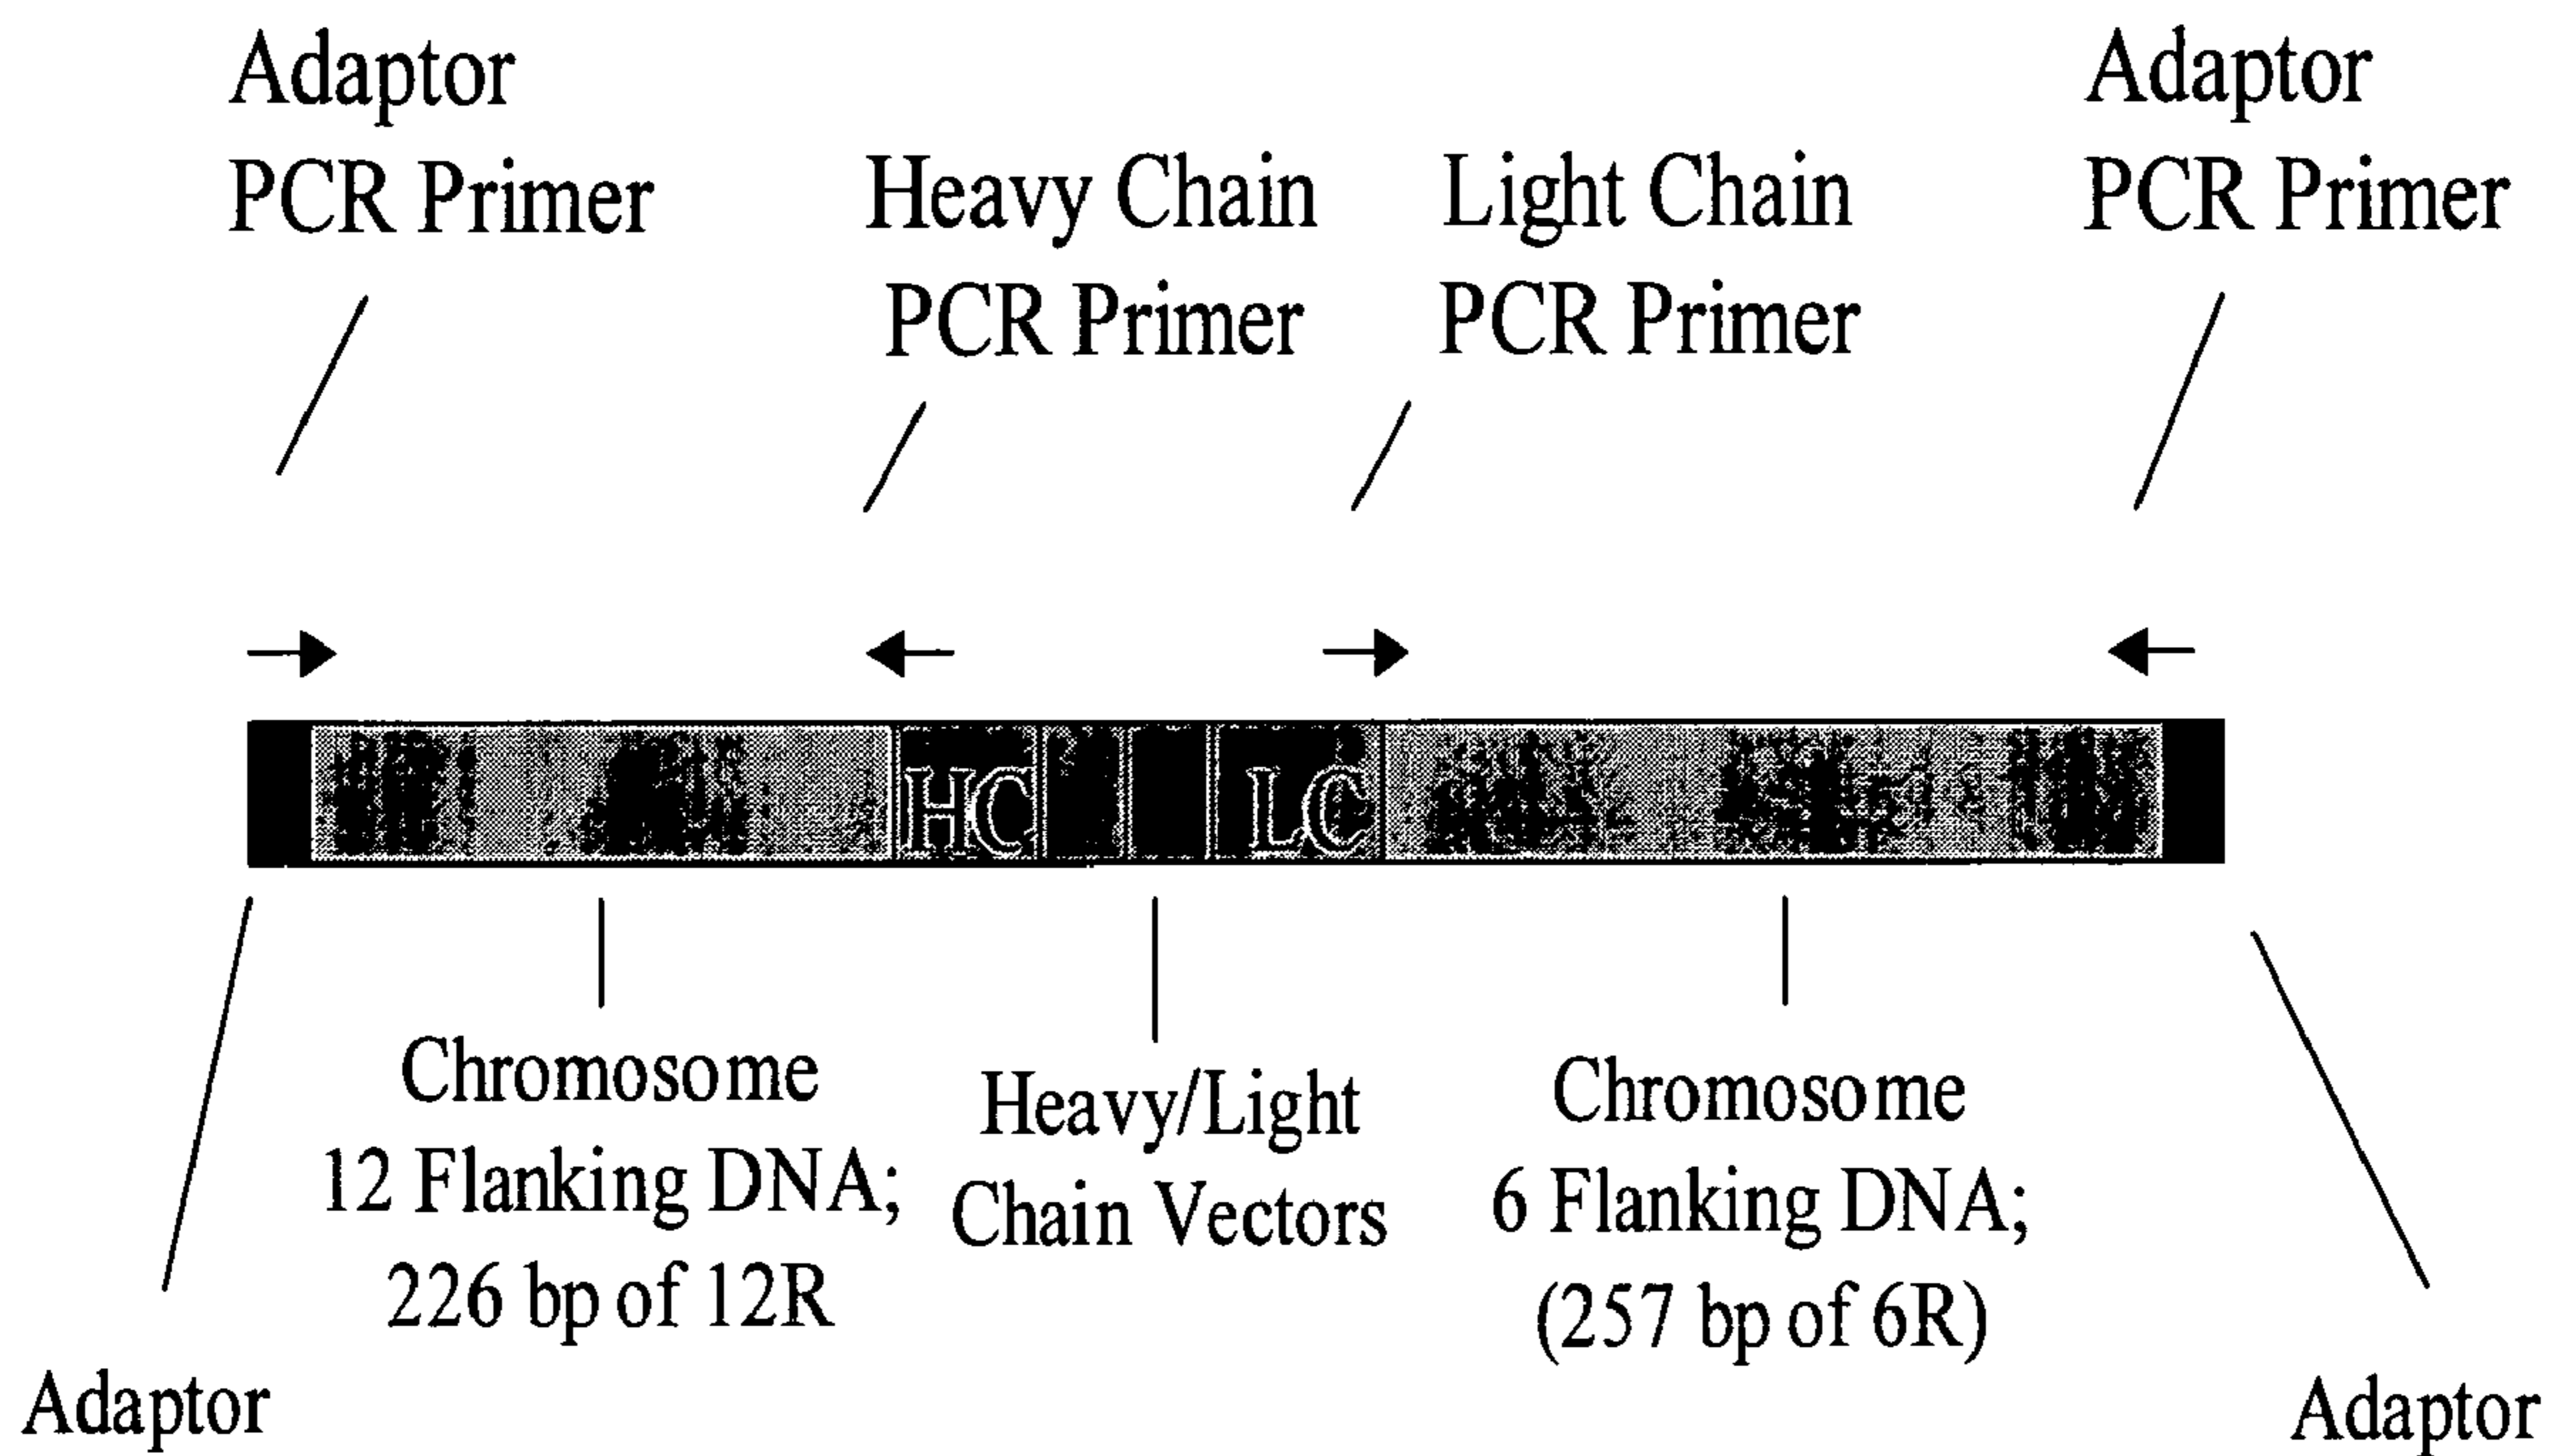 Adaptor
PCR Primer
Heavy Chain
PCR Primer
Light Chain
PCR Primer
Adaptor
PCR Primer
HC
LC
Chromosome
12 Flanking DNA;
226 bp of 12R
Heavy/Light
Chain Vectors
Chromosome
6 Flanking DNA;
(257 bp of 6R)
Adaptor
Adaptor